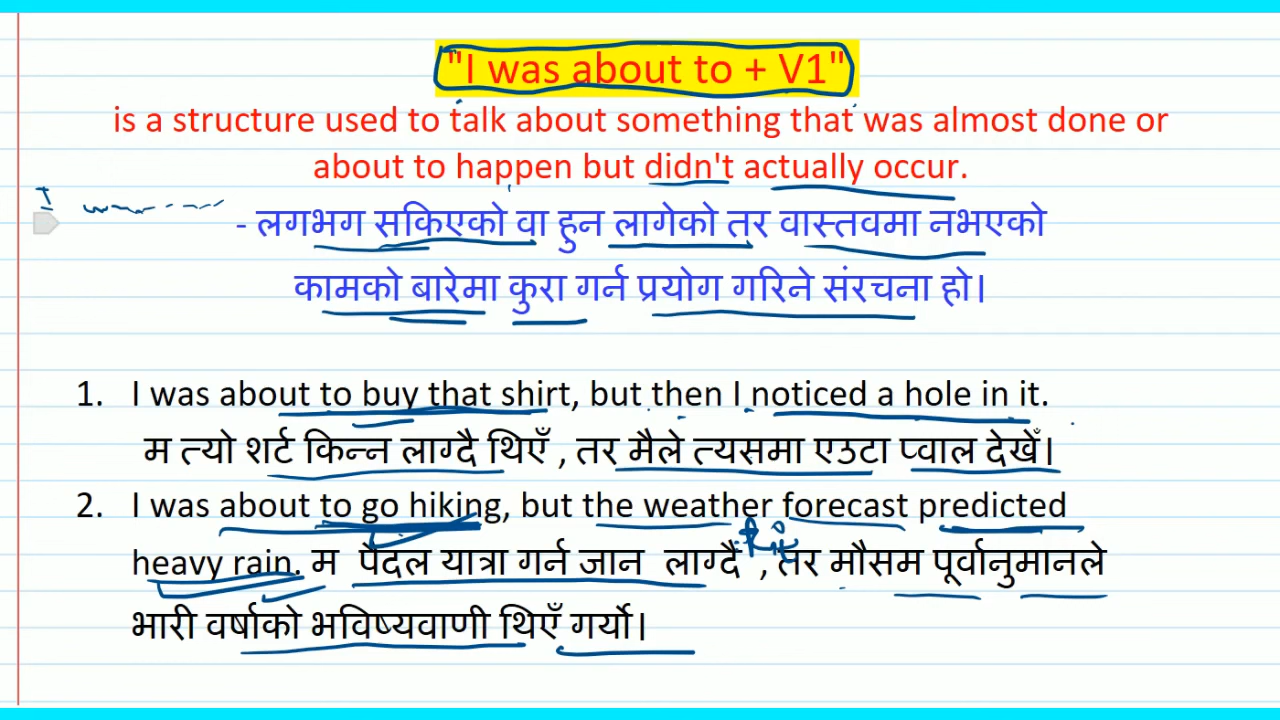 "I was about to + V1"
is a structure used to talk about something that was almost done or
about to happen but didn't actually occur.
- लगभग सकिएको वा हुन लागेको तर वास्तवमा नभएको
कामको बारेमा कुरा गर्न प्रयोग गरिने संरचना हो।
1. I was about to buy that shirt, but then I noticed a hole in it.
म त्यो शर्ट किन्न लाग्दै थिएँ , तर मैले त्यसमा एउटा प्वाल देखेँ।
2. I was about to go hiking, but the weather forecast predicted
heavy rain. म पैदल यात्रा गर्न जान लाग्दै , तर मौसम पूर्वानुमानले
भारी वर्षाको भविष्यवाणी थिएँ गर्यो।